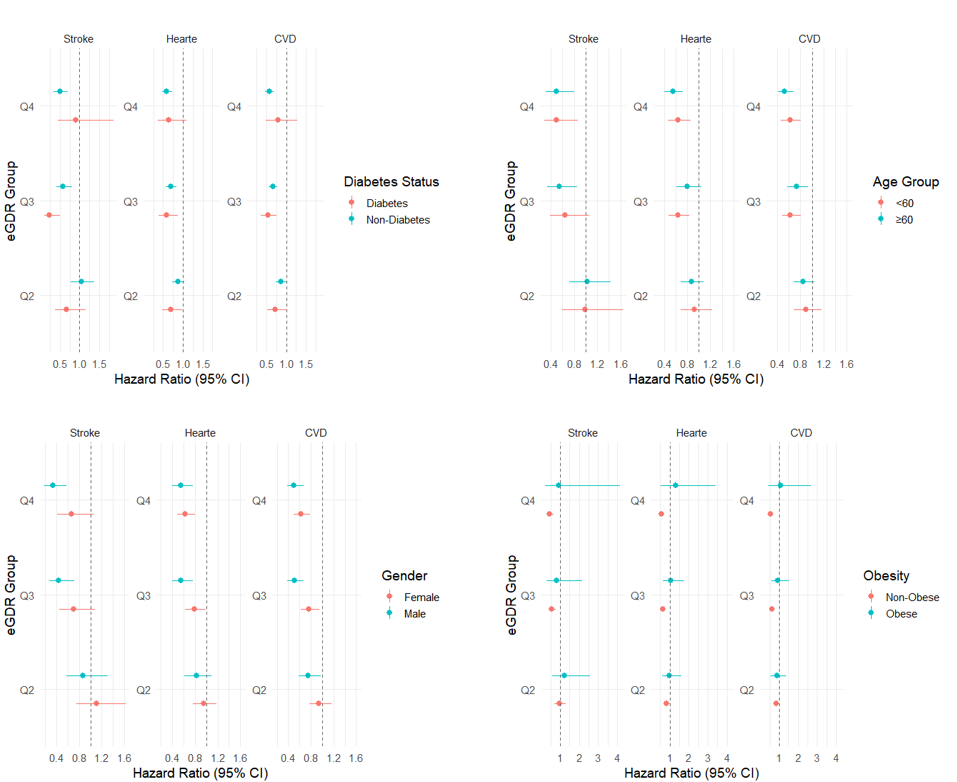 Stroke Hearte CVD
Q4 Q4 Q4
Q3 Q3 Q3
Q2 Q2 Q2
eGDR Group
0.5 1.0 1.5 0.5 1.0 1.5 0.5 1.0 1.5
Hazard Ratio (95% CI)
Diabetes Status
Diabetes
Non-Diabetes
Stroke Hearte CVD
Q4 Q4 Q4
Q3 Q3 Q3
Q2 Q2 Q2
eGDR Group
0.4 0.8 1.2 1.6 0.4 0.8 1.2 1.6 0.4 0.8 1.2 1.6
Hazard Ratio (95% CI)
Age Group
<60
≥60
Stroke Hearte CVD
Q4 Q4 Q4
Q3 Q3 Q3
Q2 Q2 Q2
eGDR Group
0.4 0.8 1.2 1.6 0.4 0.8 1.2 1.6 0.4 0.8 1.2 1.6
Hazard Ratio (95% CI)
Gender
Female
Male
Stroke Hearte CVD
Q4 Q4 Q4
Q3 Q3 Q3
Q2 Q2 Q2
eGDR Group
1 2 3 4 1 2 3 4 1 2 3 4
Hazard Ratio (95% CI)
Obesity
Non-Obese
Obese